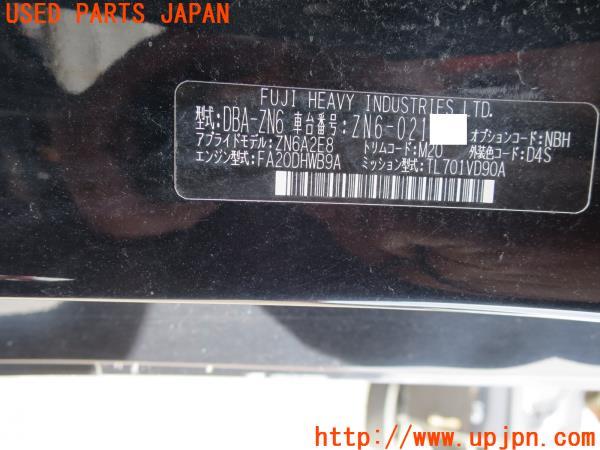 USED PARTS JAPAN
FUJI HEAVY INDUSTRIES LTD.
型式:DBA-ZN6 車台番号:ZN6-021 オプションコード:NBH
アプライドモデル:ZN6A2E8 トリムコード:M20 外装色コード:D4S
エンジン型式:FA20DHWB9A ミッション型式:TL701VD90A
http://www.upjpn.com/